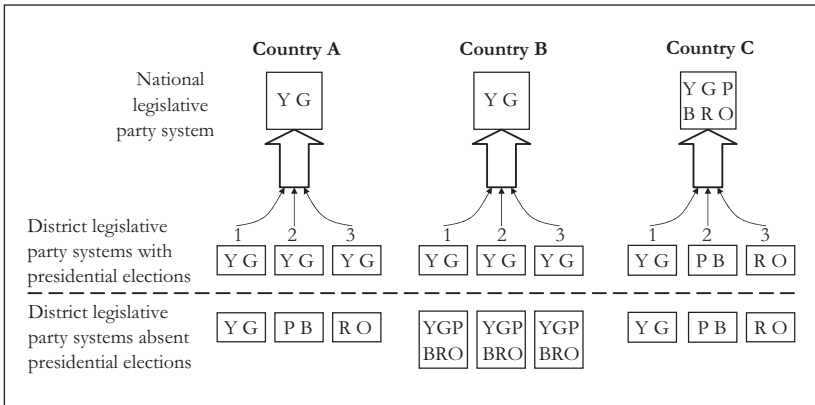 Country A Country B Country C
National
legislative
party system
Y G Y G Y G P
B R O
District legislative
party systems with
presidential elections
1 2 3 1 2 3 1 2 3
Y G Y G Y G Y G Y G Y G Y G P B R O
District legislative
party systems absent
presidential elections
Y G P B R O YGP YGP YGP Y G P B R O
BRO BRO BRO